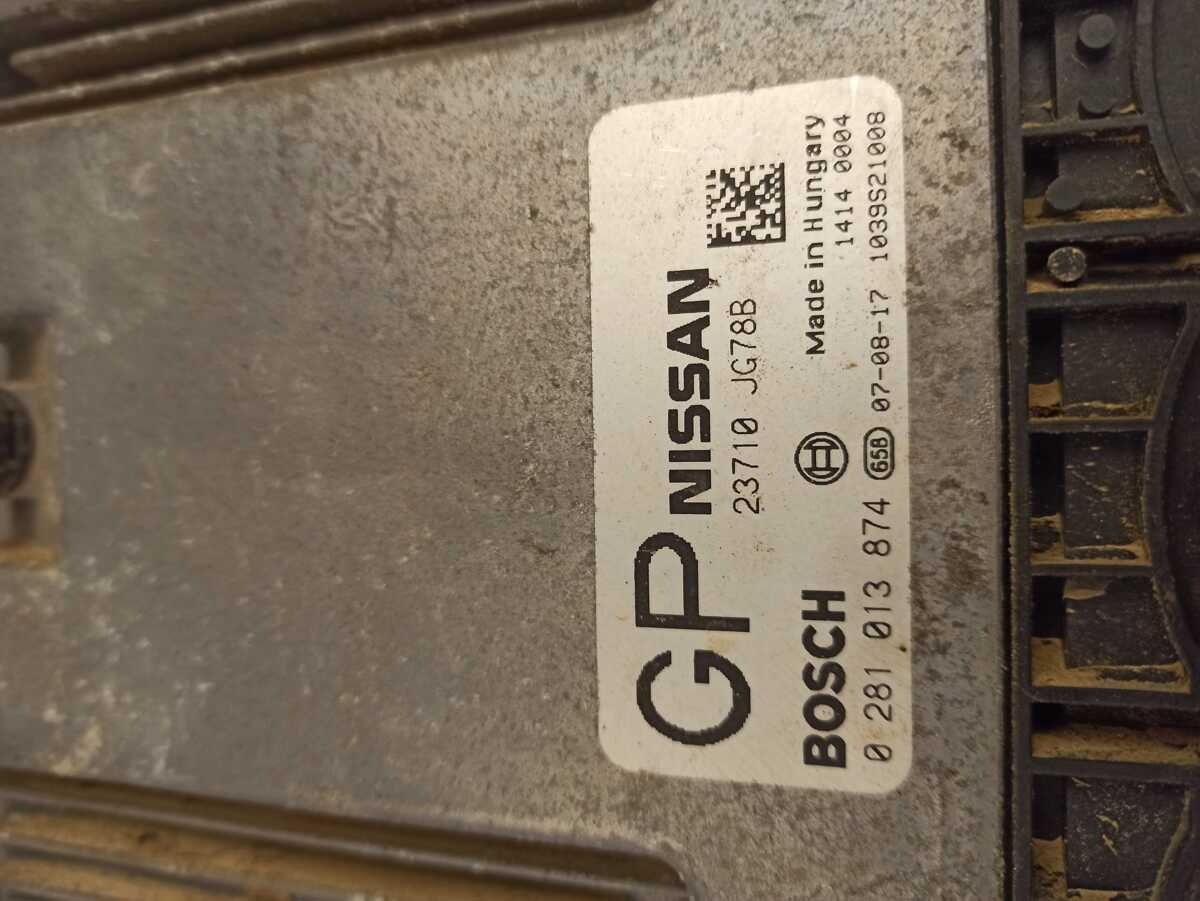 GP NISSAN
23710 JG78B
BOSCH
Made in Hungary
1414 0004
0 281 013 874 65B 07-08-17 1039S21008